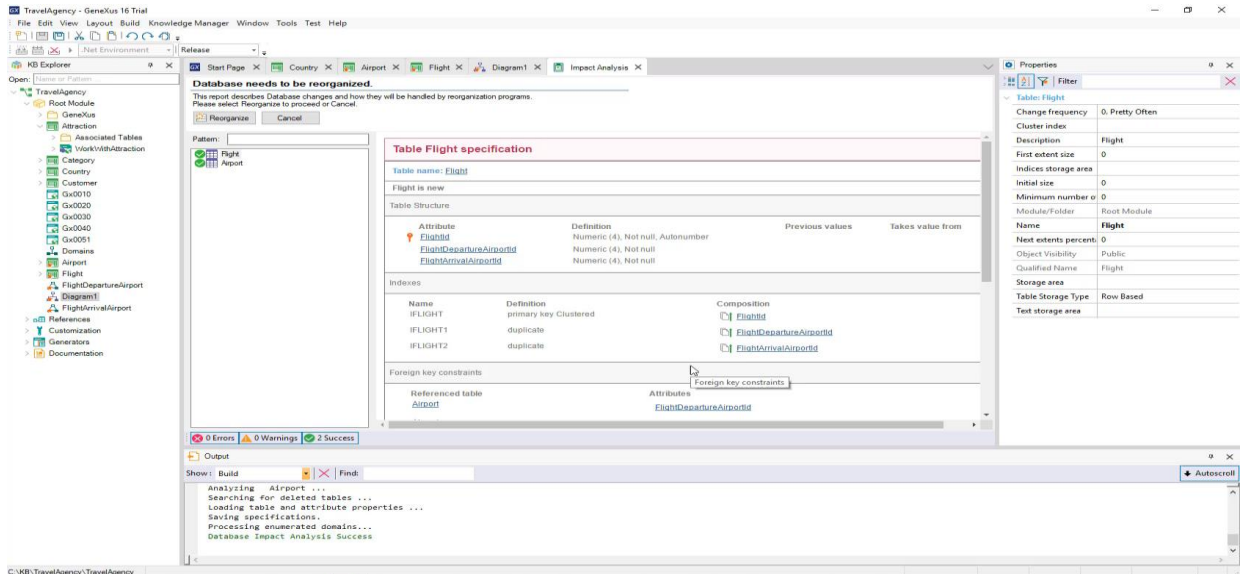 TravelAgency - GeneXus 16 Trial
File Edit View Layout Build Knowledge Manager Window Tools Test Help
.Net Environment Release
KB Explorer
Open: Name or Pattern ...
TravelAgency
Root Module
GeneXus
Attraction
Associated Tables
WorkWithAttraction
Category
Country
Customer
Gx0010
Gx0020
Gx0030
Gx0040
Gx0051
Domains
Airport
Flight
FlightDepartureAirport
Diagram1
FlightArrivalAirport
References
Customization
Generators
Documentation
Start Page Country Airport Flight Diagram1 Impact Analysis
Database needs to be reorganized.
This report describes Database changes and how they will be handled by reorganization programs.
Please select Reorganize to proceed or Cancel.
Reorganize Cancel
Pattern:
Flight
Airport
Table Flight specification
Table name: Flight
Flight is new
Table Structure
Attribute Definition Previous values Takes value from
FlightId Numeric (4), Not null, Autonumber
FlightDepartureAirportId Numeric (4), Not null
FlightArrivalAirportId Numeric (4), Not null
Indexes
Name Definition Composition
IFLIGHT primary key Clustered FlightId
IFLIGHT1 duplicate FlightDepartureAirportId
IFLIGHT2 duplicate FlightArrivalAirportId
Foreign key constraints
Foreign key constraints
Referenced table Attributes
Airport FlightDepartureAirportId
0 Errors 0 Warnings 2 Success
Output
Show: Build Find:
Autoscroll
Analyzing Airport ...
Searching for deleted tables ...
Loading table and attribute properties ...
Saving specifications.
Processing enumerated domains...
Database Impact Analysis Success
Properties
Filter
Table: Flight
Change frequency 0, Pretty Often
Cluster index
Description Flight
First extent size 0
Indices storage area
Initial size 0
Minimum number o 0
Module/Folder Root Module
Name Flight
Next extents percent 0
Object Visibility Public
Qualified Name Flight
Storage area
Table Storage Type Row Based
Text storage area
C:\KB\TravelAgency\TravelAgency